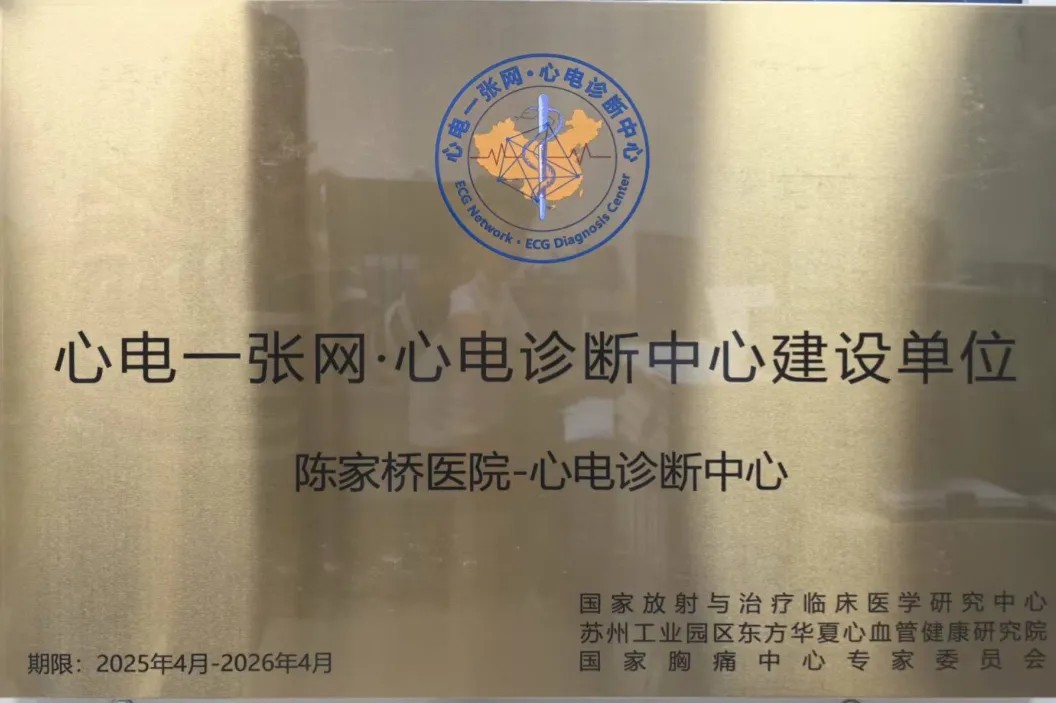 心电一张网·心电诊断中心
ECG Network · ECG Diagnosis Center
心电一张网·心电诊断中心建设单位
陈家桥医院-心电诊断中心
国家放射与治疗临床医学研究中心
苏州工业园区东方华夏心血管健康研究院
国家胸痛中心专家委员会
期限：2025年4月-2026年4月